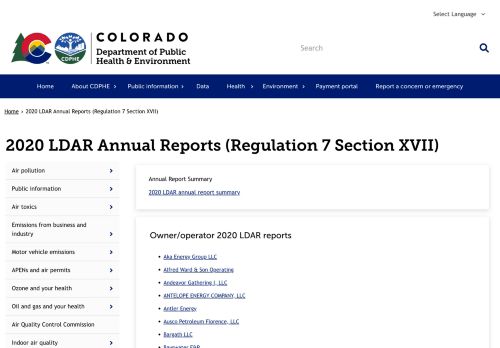 Select Language
COLORADO
Department of Public
Health & Environment
CDPHE
Search
Home
About CDPHE
Public information
Data
Health
Environment
Payment portal
Report a concern or emergency
Home › 2020 LDAR Annual Reports (Regulation 7 Section XVII)
2020 LDAR Annual Reports (Regulation 7 Section XVII)
Air pollution
Public information
Air toxics
Emissions from business and
industry
Motor vehicle emissions
APENs and air permits
Ozone and your health
Oil and gas and your health
Air Quality Control Commission
Indoor air quality
Annual Report Summary
2020 LDAR annual report summary
Owner/operator 2020 LDAR reports
Aka Energy Group LLC
Alfred Ward & Son Operating
Andeavor Gathering I, LLC
ANTELOPE ENERGY COMPANY, LLC
Antler Energy
Ausco Petroleum Florence, LLC
Bargath LLC
Bayswater E&P